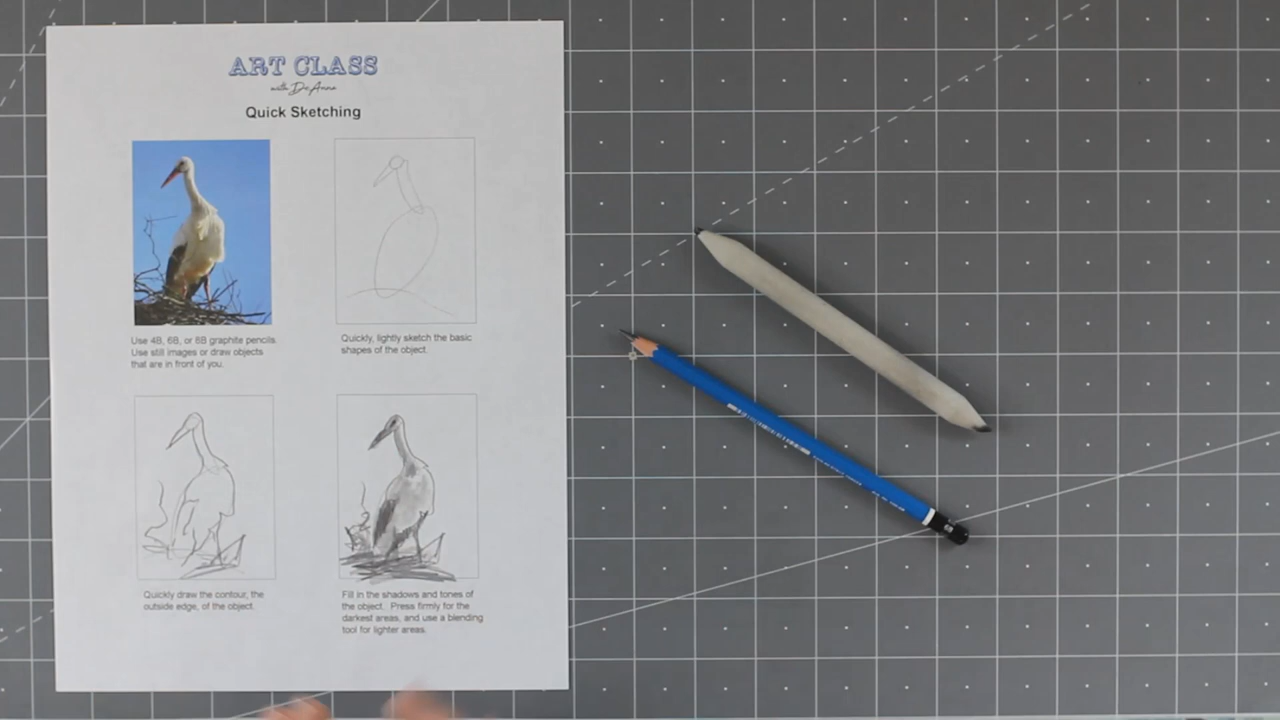 ART CLASS
with DeAnna
Quick Sketching
Use 4B, 6B, or 8B graphite pencils.
Use still images or draw objects
that are in front of you.
Quickly, lightly sketch the basic
shapes of the object.
Quickly draw the contour, the
outside edge, of the object.
Fill in the shadows and tones of
the object. Press firmly for the
darkest areas, and use a blending
tool for lighter areas.